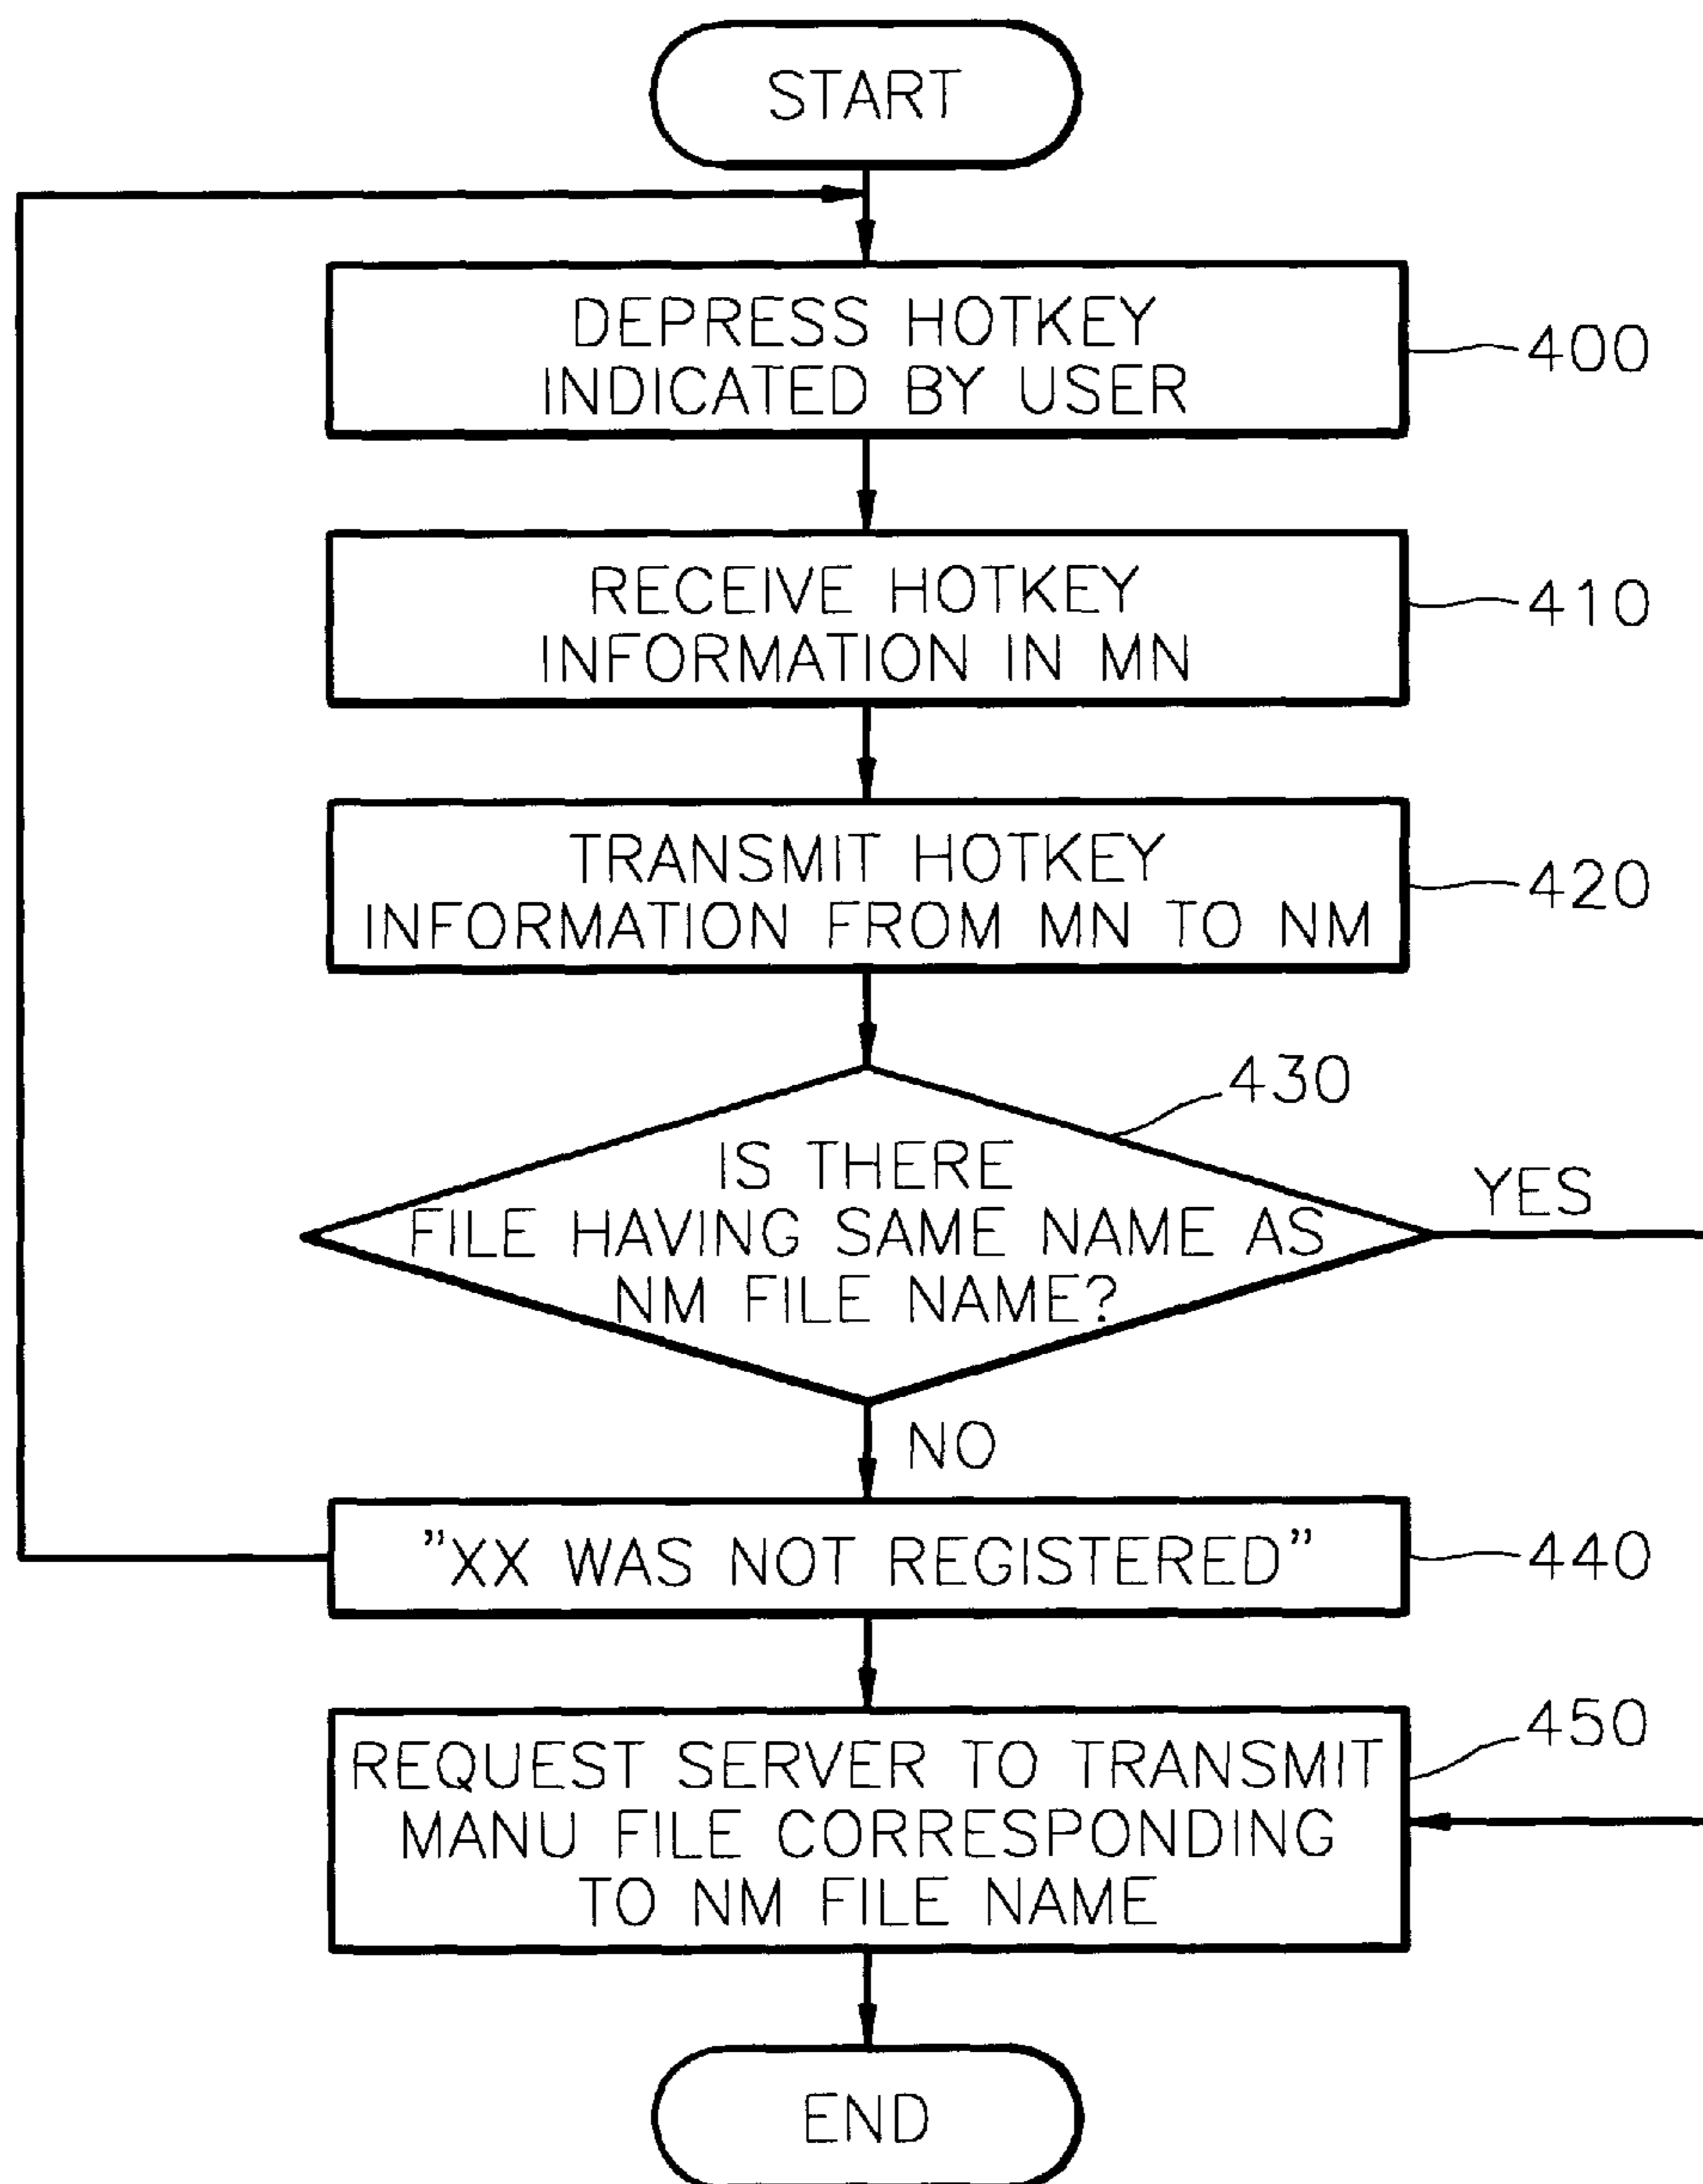 START
DEPRESS HOTKEY
INDICATED BY USER
400
RECEIVE HOTKEY
INFORMATION IN MN
410
TRANSMIT HOTKEY
INFORMATION FROM MN TO NM
420
430
IS THERE
FILE HAVING SAME NAME AS
NM FILE NAME?
YES
NO
"XX WAS NOT REGISTERED"
440
REQUEST SERVER TO TRANSMIT
MANU FILE CORRESPONDING
TO NM FILE NAME
450
END